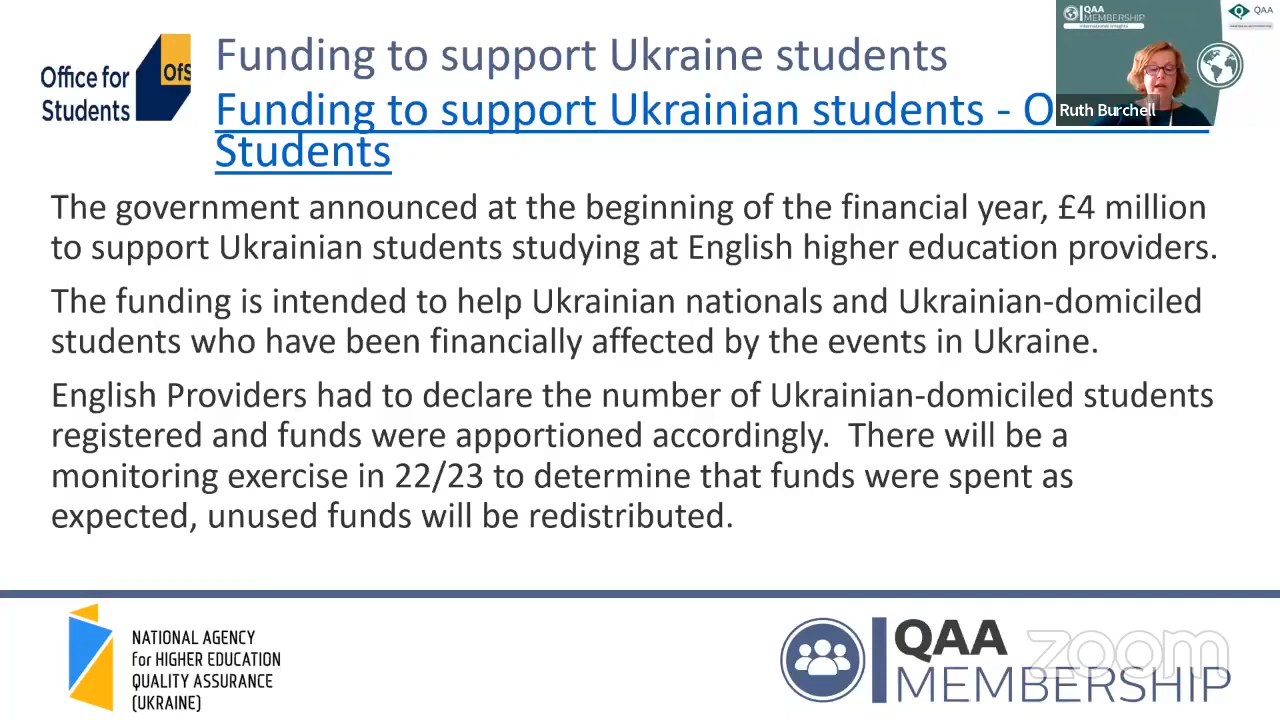 Office for
Students
OfS
Funding to support Ukraine students
Funding to support Ukrainian students - O
Students
QAA
MEMBERSHIP
International Insights
QAA
Ruth Burchell
The government announced at the beginning of the financial year, £4 million
to support Ukrainian students studying at English higher education providers.
The funding is intended to help Ukrainian nationals and Ukrainian-domiciled
students who have been financially affected by the events in Ukraine.
English Providers had to declare the number of Ukrainian-domiciled students
registered and funds were apportioned accordingly.  There will be a
monitoring exercise in 22/23 to determine that funds were spent as
expected, unused funds will be redistributed.
NATIONAL AGENCY
for HIGHER EDUCATION
QUALITY ASSURANCE
(UKRAINE)
QAA
MEMBERSHIP
zoom